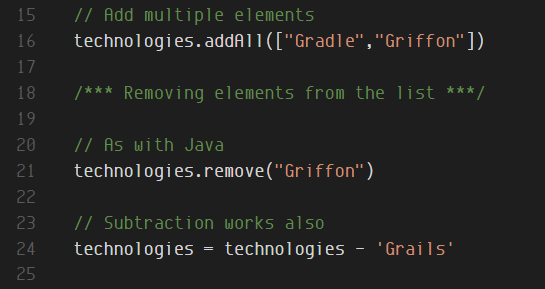 15 // Add multiple elements
16 technologies.addAll(["Gradle","Griffon"])
17
18 /*** Removing elements from the list ***/
19
20 // As with Java
21 technologies.remove("Griffon")
22
23 // Subtraction works also
24 technologies = technologies - 'Grails'
25